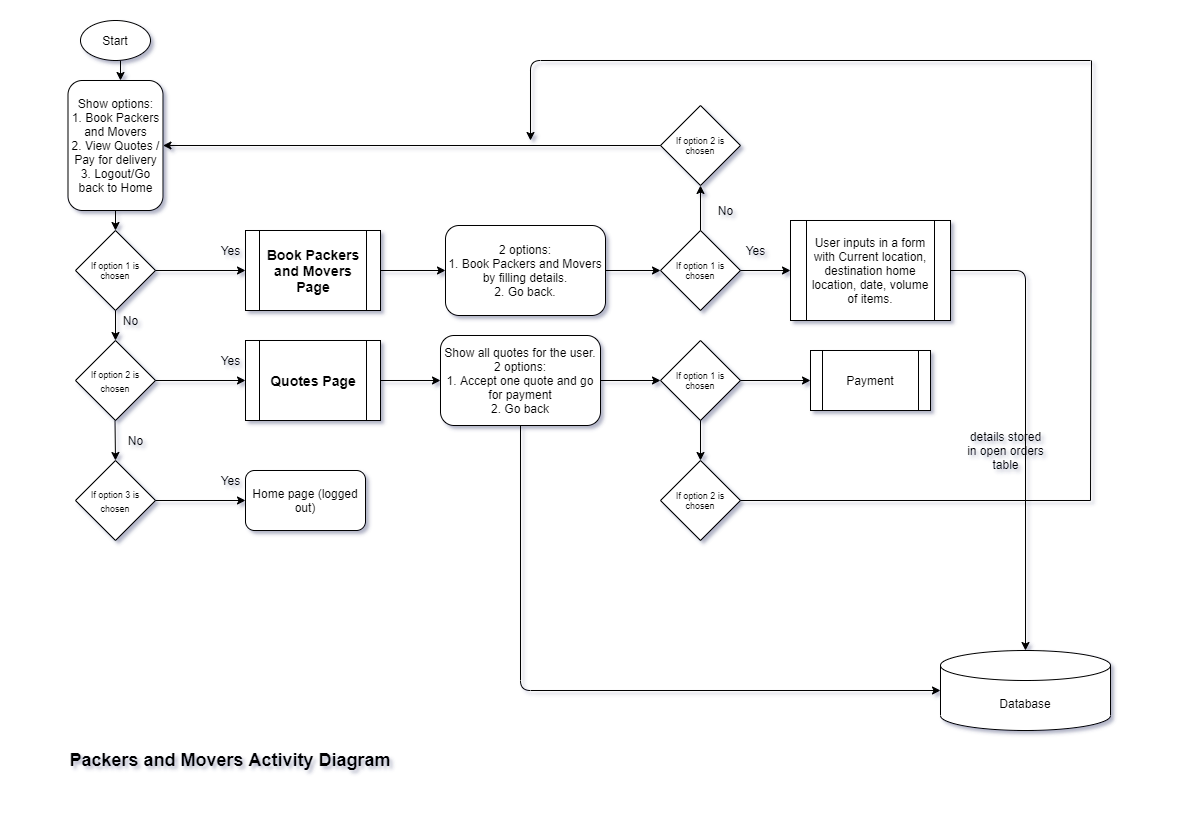 Start
Show options:
1. Book Packers
and Movers
2. View Quotes /
Pay for delivery
3. Logout/Go
back to Home
If option 2 is
chosen
No
If option 1 is
chosen
Yes
Book Packers
and Movers
Page
2 options:
1. Book Packers and Movers
by filling details.
2. Go back.
If option 1 is
chosen
Yes
User inputs in a form
with Current location,
destination home
location, date, volume
of items.
No
If option 2 is
chosen
Yes
Quotes Page
Show all quotes for the user.
2 options:
1. Accept one quote and go
for payment
2. Go back
If option 1 is
chosen
Payment
details stored
in open orders
table
No
If option 3 is
chosen
Yes
Home page (logged
out)
If option 2 is
chosen
Database
Packers and Movers Activity Diagram